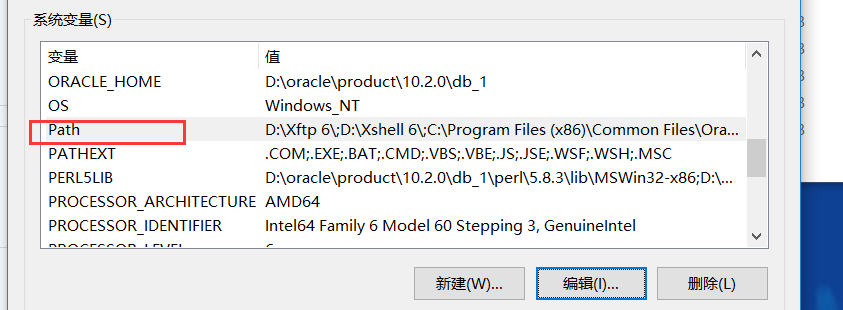 系统变量(S)
变量 值
ORACLE_HOME D:\oracle\product\10.2.0\db_1
OS Windows_NT
Path D:\Xftp 6\;D:\Xshell 6\;C:\Program Files (x86)\Common Files\Ora...
PATHEXT .COM;.EXE;.BAT;.CMD;.VBS;.VBE;.JS;.JSE;.WSF;.WSH;.MSC
PERL5LIB D:\oracle\product\10.2.0\db_1\perl\5.8.3\lib\MSWin32-x86;D:\...
PROCESSOR_ARCHITECTURE AMD64
PROCESSOR_IDENTIFIER Intel64 Family 6 Model 60 Stepping 3, GenuineIntel
新建(W)... 编辑(I)... 删除(L)